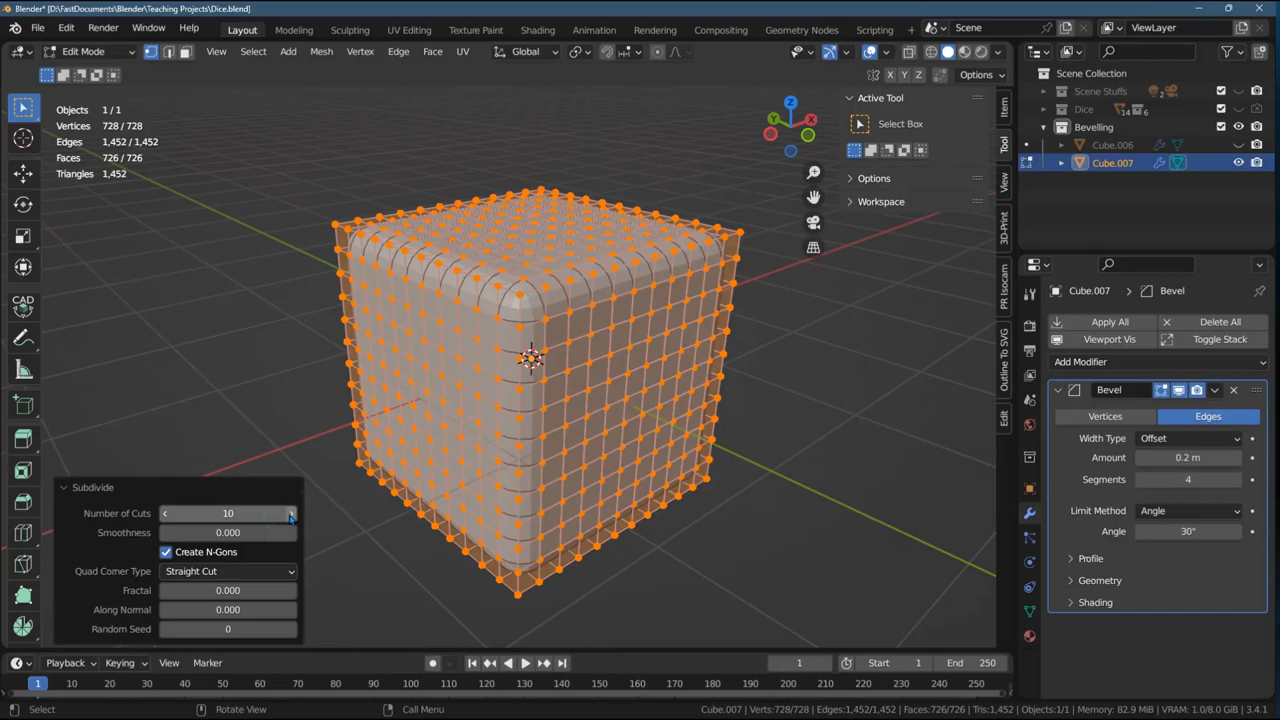 Blender* [D:\FastDocuments\Blender\Teaching Projects\Dice.blend]
File Edit Render Window Help Layout Modeling Sculpting UV Editing Texture Paint Shading Animation Rendering Compositing Geometry Nodes Scripting Scene ViewLayer
Edit Mode View Select Add Mesh Vertex Edge Face UV Global
X Y Z Options
Objects 1 / 1
Vertices 728 / 728
Edges 1,452 / 1,452
Faces 726 / 726
Triangles 1,452
Z
Y X
Active Tool
Select Box
Options
Workspace
Item
Tool
View
3D-Print
PR Isocam
Outline To SVG
Edit
CAD
Scene Collection
Scene Stuffs 2
Dice 14 6
Bevelling
Cube.006
Cube.007
Cube.007 Bevel
Apply All Delete All
Viewport Vis Toggle Stack
Add Modifier
Bevel
Vertices Edges
Width Type Offset
Amount 0.2 m
Segments 4
Limit Method Angle
Angle 30°
Profile
Geometry
Shading
Subdivide
Number of Cuts 10
Smoothness 0.000
Create N-Gons
Quad Corner Type Straight Cut
Fractal 0.000
Along Normal 0.000
Random Seed 0
Playback Keying View Marker 1 Start 1 End 250
1 10 20 30 40 50 60 70 80 90 100 110 120 130 140 150 160 170 180 190 200 210 220 230 240 250
Select Rotate View Call Menu Cube.007 | Verts:728/728 | Edges:1,452/1,452 | Faces:726/726 | Tris:1,452 | Objects:1/1 | Memory: 82.9 MiB | VRAM: 1.0/8.0 GiB | 3.4.1